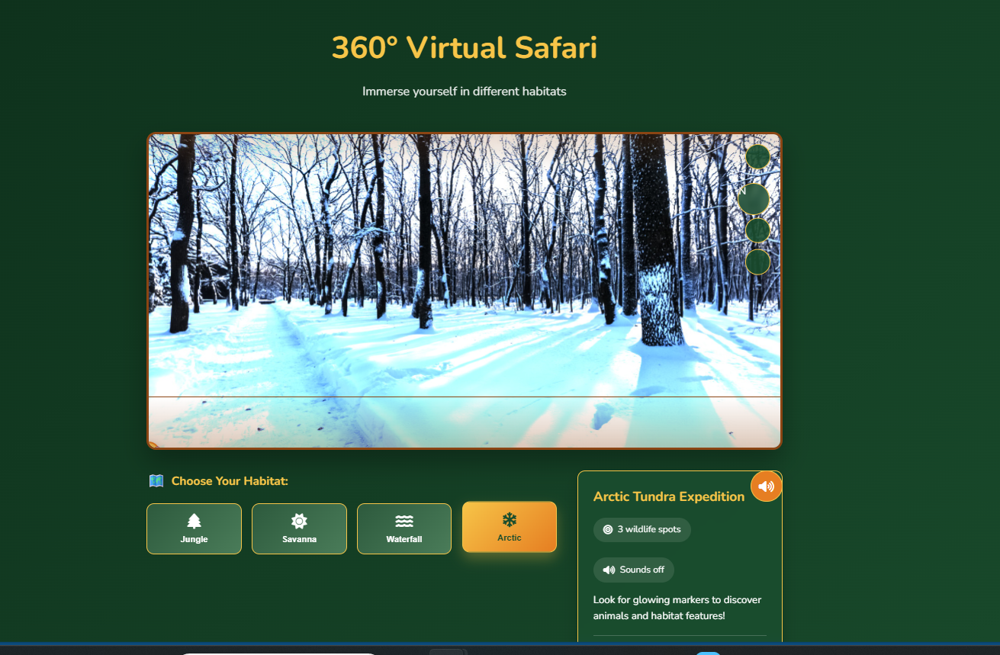 360° Virtual Safari
Immerse yourself in different habitats
N
Choose Your Habitat:
Jungle
Savanna
Waterfall
Arctic
Arctic Tundra Expedition
3 wildlife spots
Sounds off
Look for glowing markers to discover
animals and habitat features!